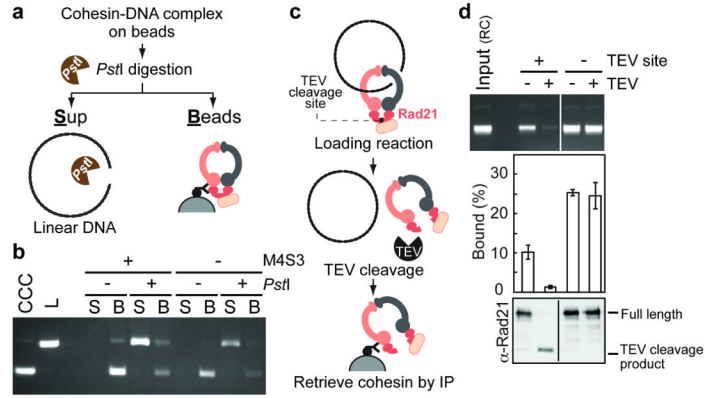 a
Cohesin-DNA complex
on beads
PstI
PstI digestion
Sup
Beads
PstI
Linear DNA
b
+ - M4S3
- + - + PstI
CCC L S B S B S B S B
c
TEV
cleavage
site
Rad21
Loading reaction
TEV
TEV cleavage
Retrieve cohesin by IP
d
Input (RC)
+ - TEV site
- + - + TEV
Bound (%)
30
20
10
0
α-Rad21
Full length
TEV cleavage
product